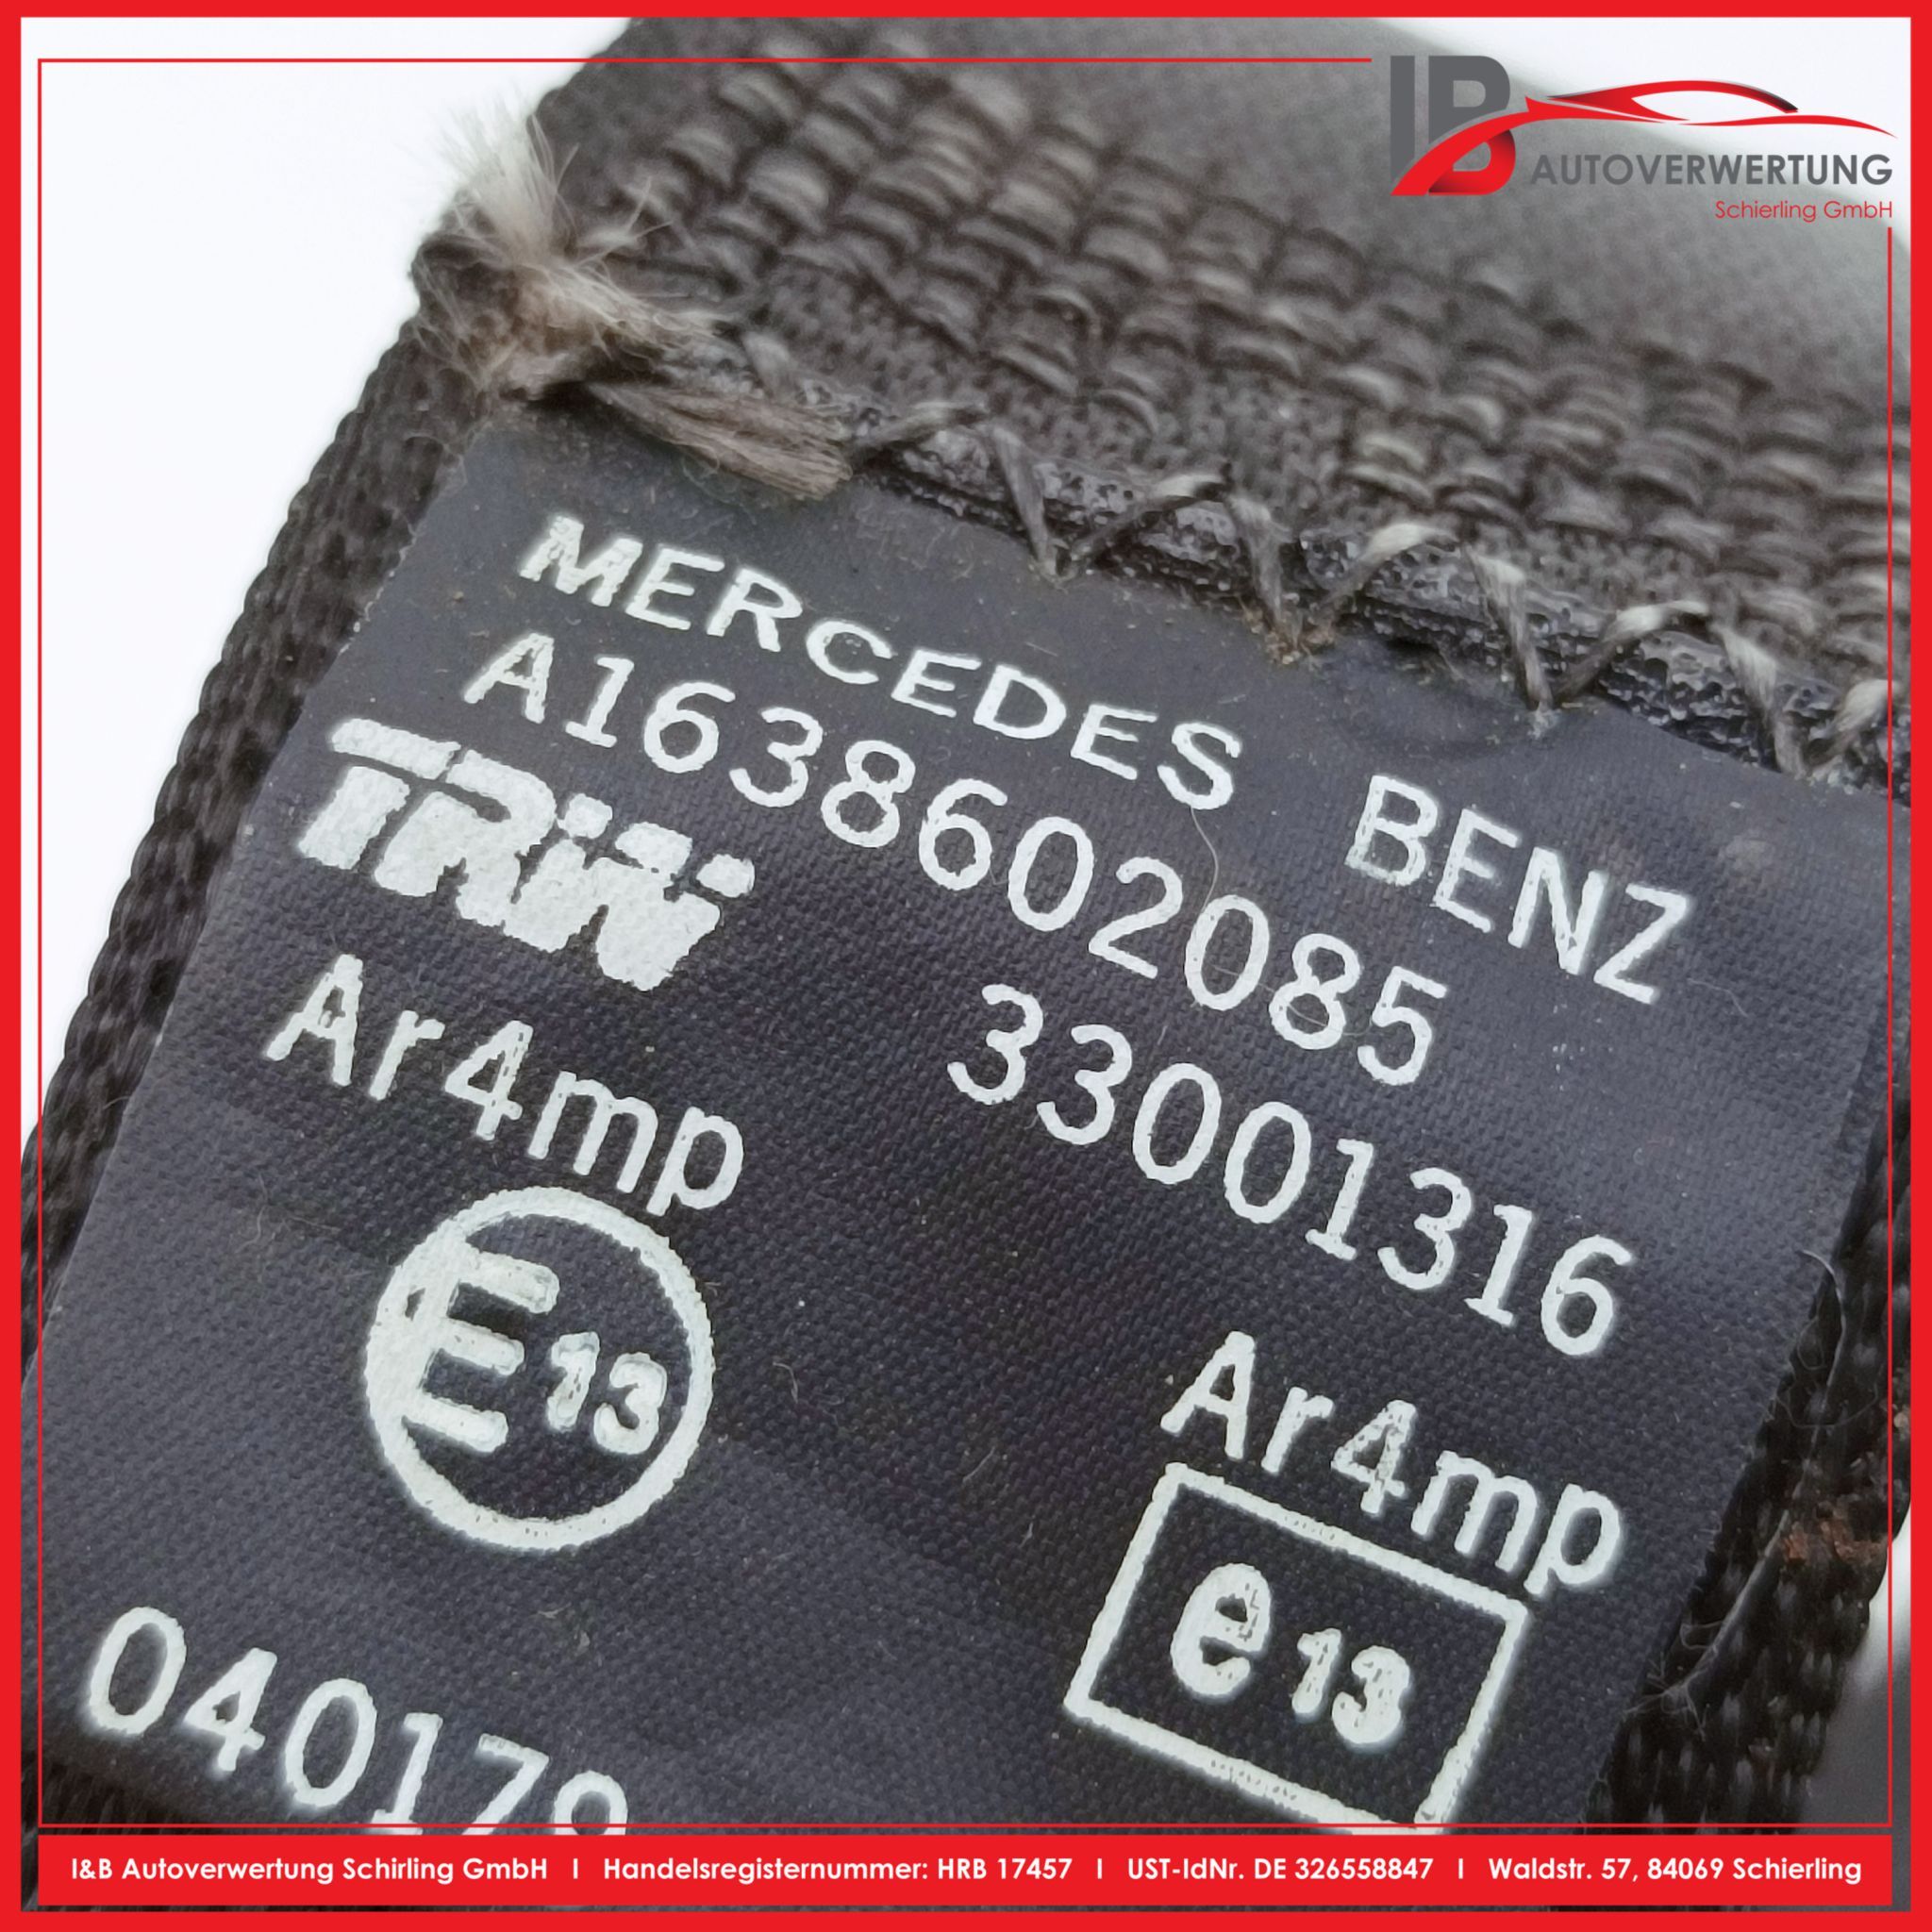 IB
AUTOVERWERTUNG
Schierling GmbH
MERCEDES BENZ
A1638602085
TRW
33001316
Ar4mp
E13
Ar4mp
e13
I&B Autoverwertung Schirling GmbH I Handelsregisternummer: HRB 17457 I UST-IdNr. DE 326558847 I Waldstr. 57, 84069 Schierling